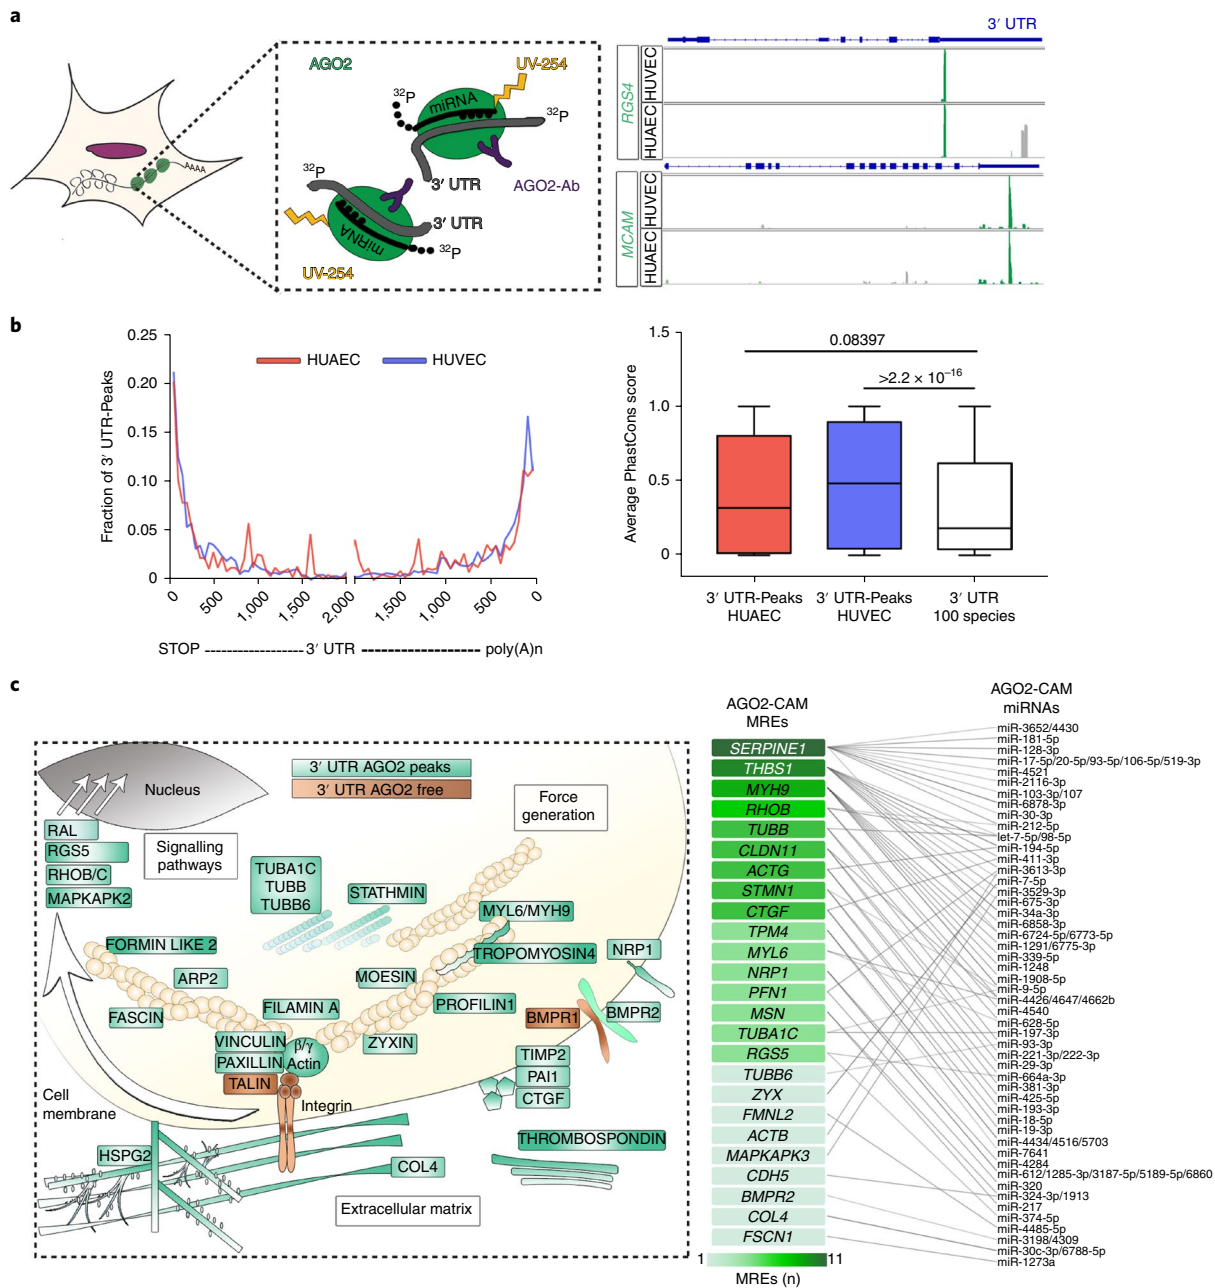 a
AGO2
UV-254
32P
miRNA
32P
AAAA
32P
3′ UTR
AGO2-Ab
3′ UTR
miRNA
32P
UV-254
3′ UTR
RGS4
HUVEC
HUAEC
MCAM
HUVEC
HUAEC
b
Fraction of 3′ UTR-Peaks
0.25
0.20
0.15
0.10
0.05
0
HUAEC
HUVEC
0
500
1,000
1,500
2,000
1,500
1,000
500
0
STOP ------------------ 3′ UTR ------------------ poly(A)n
Average PhastCons score
1.5
1.0
0.5
0
0.08397
>2.2 × 10−16
3′ UTR-Peaks
HUAEC
3′ UTR-Peaks
HUVEC
3′ UTR
100 species
c
Nucleus
3′ UTR AGO2 peaks
3′ UTR AGO2 free
Force
generation
RAL
RGS5
RHOB/C
MAPKAPK2
Signalling
pathways
TUBA1C
TUBB
TUBB6
STATHMIN
MYL6/MYH9
FORMIN LIKE 2
TROPOMYOSIN4
NRP1
ARP2
MOESIN
FASCIN
FILAMIN A
PROFILIN1
BMPR1
BMPR2
VINCULIN
PAXILLIN
TALIN
β/γ
Actin
ZYXIN
TIMP2
PAI1
CTGF
Cell
membrane
Integrin
HSPG2
COL4
THROMBOSPONDIN
Extracellular matrix
AGO2-CAM
MREs
SERPINE1
THBS1
MYH9
RHOB
TUBB
CLDN11
ACTG
STMN1
CTGF
TPM4
MYL6
NRP1
PFN1
MSN
TUBA1C
RGS5
TUBB6
ZYX
FMNL2
ACTB
MAPKAPK3
CDH5
BMPR2
COL4
FSCN1
1
11
MREs (n)
AGO2-CAM
miRNAs
miR-3652/4430
miR-181-5p
miR-128-3p
miR-17-5p/20-5p/93-5p/106-5p/519-3p
miR-4521
miR-2116-3p
miR-103-3p/107
miR-6878-3p
miR-30-3p
miR-212-5p
let-7-5p/98-5p
miR-194-5p
miR-411-3p
miR-3613-3p
miR-7-5p
miR-3529-3p
miR-675-3p
miR-34a-3p
miR-6858-3p
miR-6724-5p/6773-5p
miR-1291/6775-3p
miR-339-5p
miR-1248
miR-1908-5p
miR-9-5p
miR-4426/4647/4662b
miR-4540
miR-628-5p
miR-197-3p
miR-93-3p
miR-221-3p/222-3p
miR-29-3p
miR-664a-3p
miR-381-3p
miR-425-5p
miR-193-3p
miR-18-5p
miR-19-3p
miR-4434/4516/5703
miR-7641
miR-4284
miR-612/1285-3p/3187-5p/5189-5p/6860
miR-320
miR-324-3p/1913
miR-217
miR-374-5p
miR-4485-5p
miR-3198/4309
miR-30c-3p/6788-5p
miR-1273a